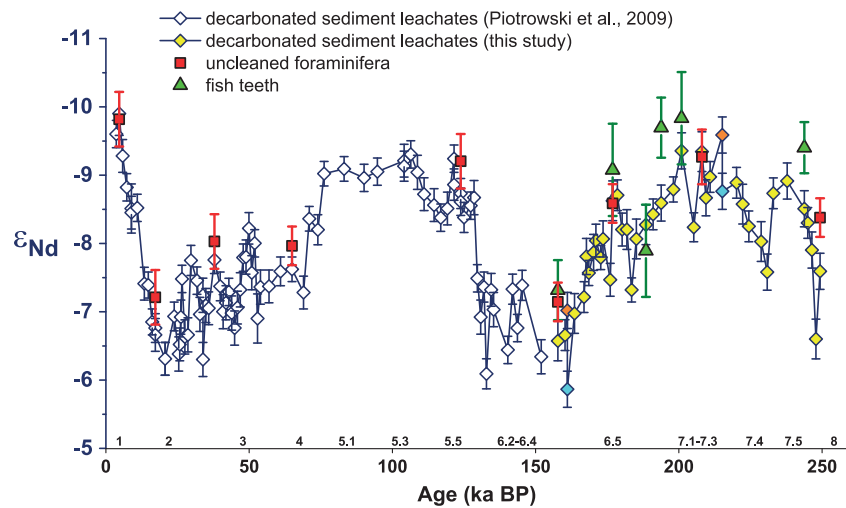 decarbonated sediment leachates (Piotrowski et al., 2009)
decarbonated sediment leachates (this study)
uncleaned foraminifera
fish teeth
-11
-10
-9
-8
-7
-6
-5
εNd
1 2 3 4 5.1 5.3 5.5 6.2-6.4 6.5 7.1-7.3 7.4 7.5 8
0 50 100 150 200 250
Age (ka BP)